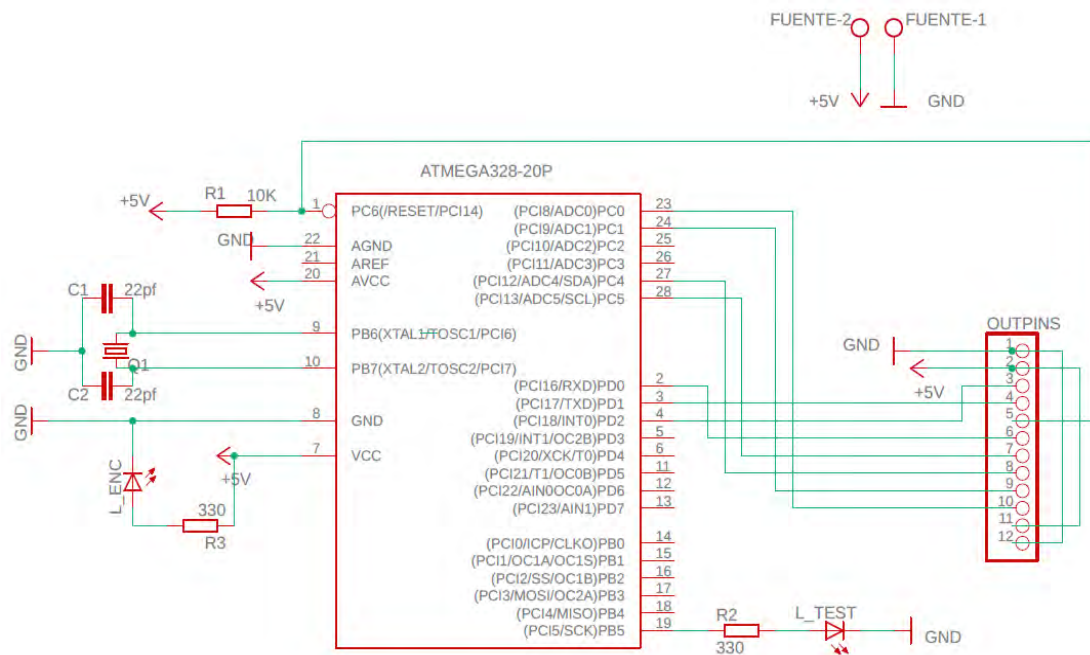 FUENTE-2 FUENTE-1
+5V GND
ATMEGA328-20P
+5V R1 10K 1 PC6(/RESET/PCI14) (PCI8/ADC0)PC0 23
(PCI9/ADC1)PC1 24
GND 22 AGND (PCI10/ADC2)PC2 25
21 AREF (PCI11/ADC3)PC3 26
+5V 20 AVCC (PCI12/ADC4/SDA)PC4 27
(PCI13/ADC5/SCL)PC5 28
C1 22pf
9 PB6(XTAL1/TOSC1/PCI6)
GND Q1
10 PB7(XTAL2/TOSC2/PCI7)
C2 22pf
(PCI16/RXD)PD0 2
(PCI17/TXD)PD1 3
GND 8 GND (PCI18/INT0)PD2 4
(PCI19/INT1/OC2B)PD3 5
+5V 7 VCC (PCI20/XCK/T0)PD4 6
(PCI21/T1/OC0B)PD5 11
(PCI22/AIN0OC0A)PD6 12
(PCI23/AIN1)PD7 13
L_ENC
330
R3
(PCI0/ICP/CLKO)PB0 14
(PCI1/OC1A/OC1S)PB1 15
(PCI2/SS/OC1B)PB2 16
(PCI3/MOSI/OC2A)PB3 17
(PCI4/MISO)PB4 18
(PCI5/SCK)PB5 19
R2 L_TEST
330 GND
OUTPINS
GND 1
+5V 2
3
4
5
6
7
8
9
10
11
12